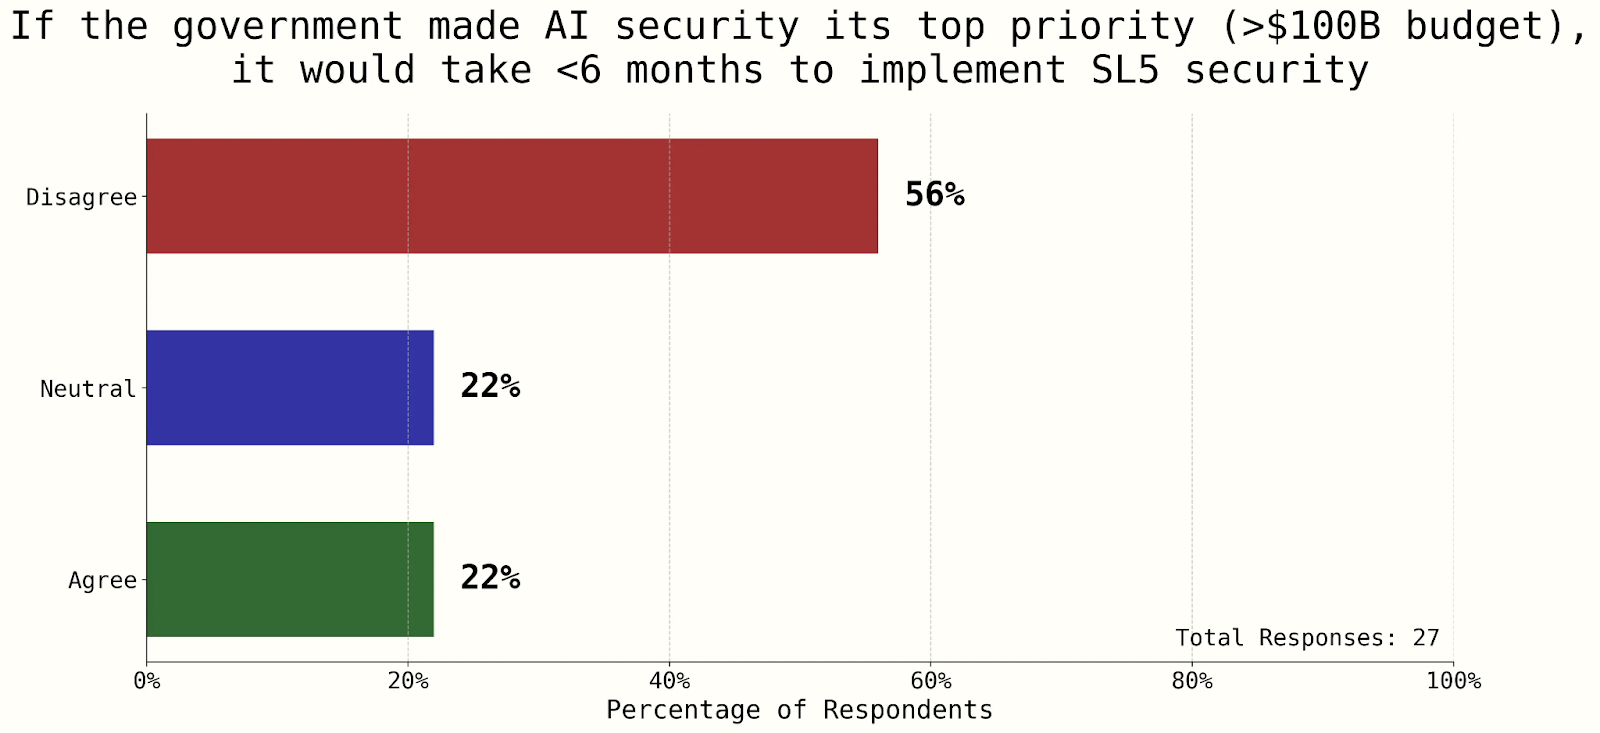 If the government made AI security its top priority (>$100B budget),
it would take <6 months to implement SL5 security
Disagree
56%
Neutral
22%
Agree
22%
Total Responses: 27
0%
20%
40%
60%
80%
100%
Percentage of Respondents